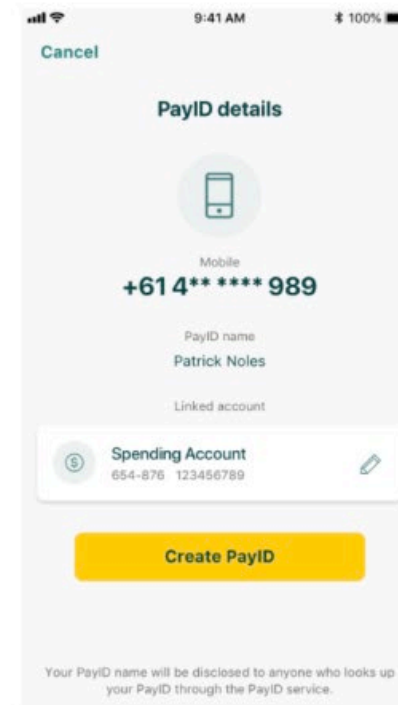 9:41 AM 100%
Cancel
PayID details
Mobile
+61 4** **** 989
PayID name
Patrick Noles
Linked account
Spending Account
654-876 123456789
Create PayID
Your PayID name will be disclosed to anyone who looks up
your PayID through the PayID service.